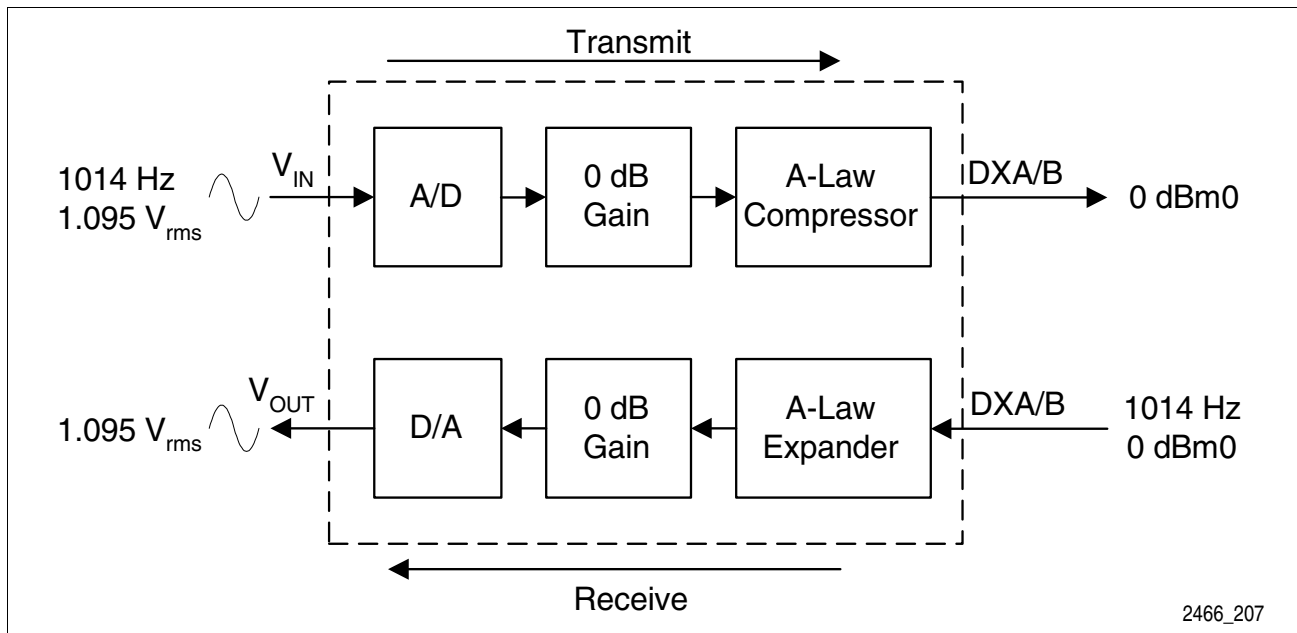 Transmit
1014 Hz
1.095 Vrms
VIN
A/D
0 dB
Gain
A-Law
Compressor
DXA/B
0 dBm0
1.095 Vrms
VOUT
D/A
0 dB
Gain
A-Law
Expander
DXA/B
1014 Hz
0 dBm0
Receive
2466_207